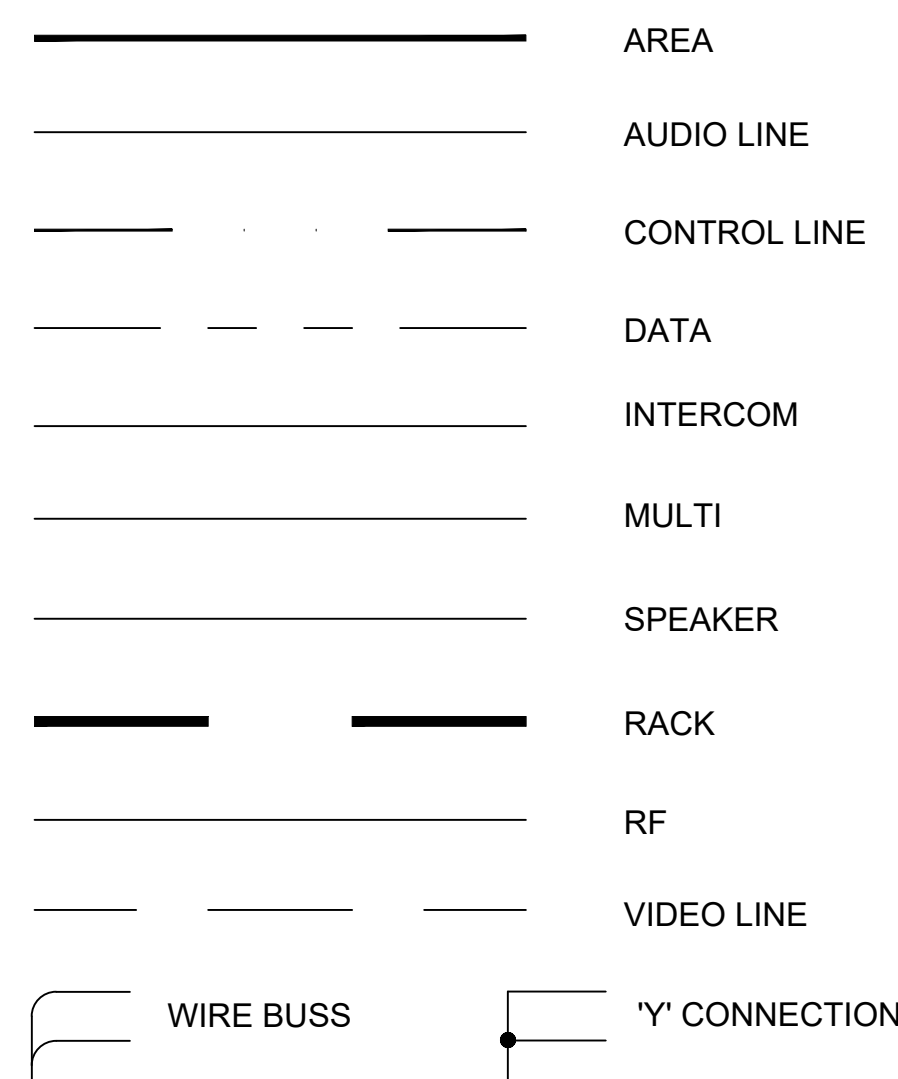 AREA
AUDIO LINE
CONTROL LINE
DATA
INTERCOM
MULTI
SPEAKER
RACK
RF
VIDEO LINE
WIRE BUSS
'Y' CONNECTION